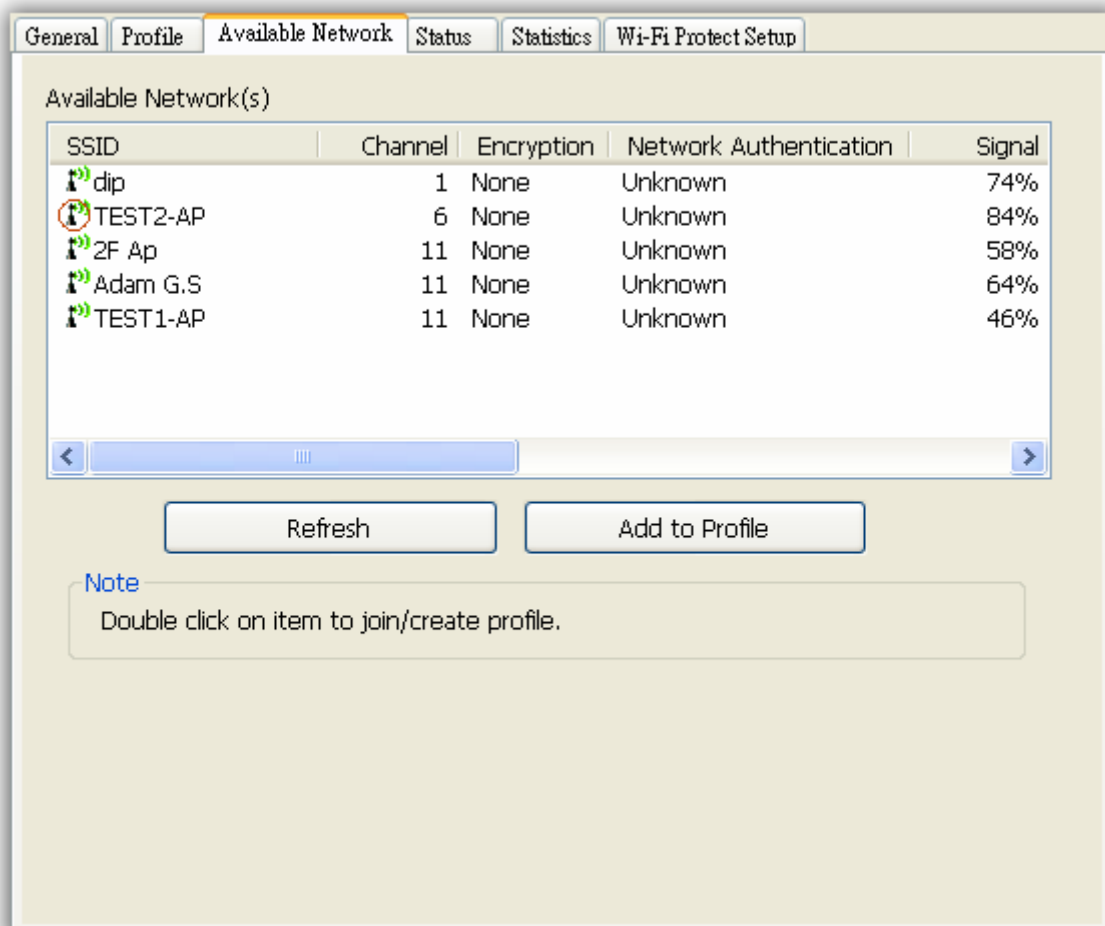 General Profile Available Network Status Statistics Wi-Fi Protect Setup
Available Network(s)
SSID Channel Encryption Network Authentication Signal
dip 1 None Unknown 74%
TEST2-AP 6 None Unknown 84%
2F Ap 11 None Unknown 58%
Adam G.S 11 None Unknown 64%
TEST1-AP 11 None Unknown 46%
Refresh Add to Profile
Note
Double click on item to join/create profile.